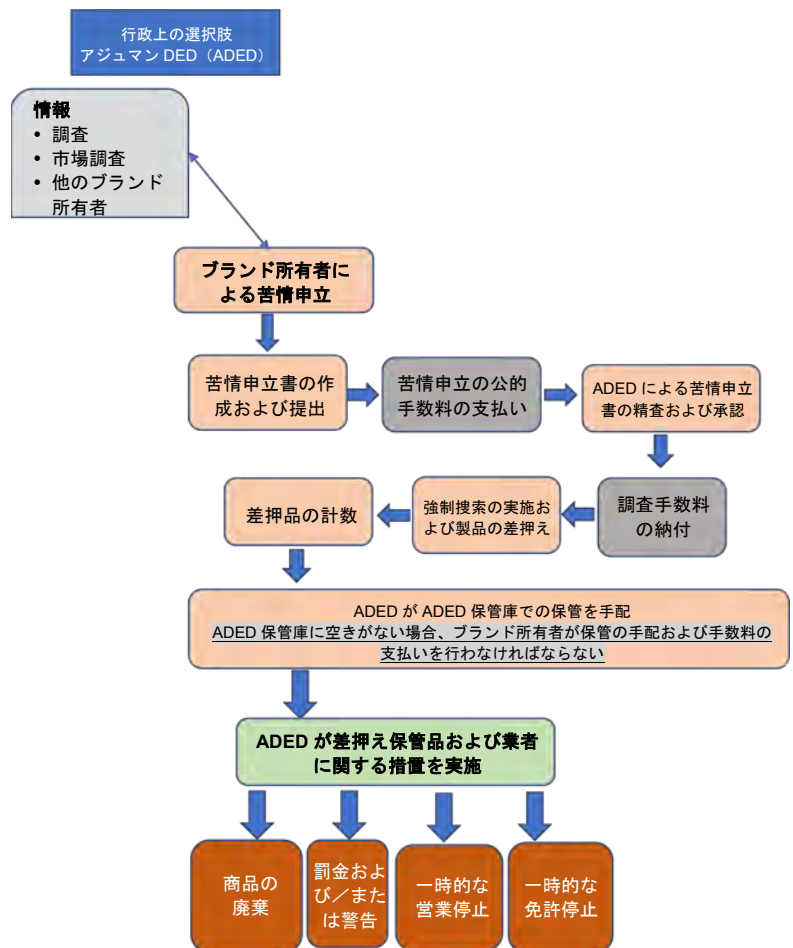 行政上の選択肢
アジュマン DED（ADED）
情報
• 調査
• 市場調査
• 他のブランド
所有者
ブランド所有者に
よる苦情申立
苦情申立書の作
成および提出
苦情申立の公的
手数料の支払い
ADED による苦情申立
書の精査および承認
調査手数料
の納付
強制捜索の実施お
よび製品の差押え
差押品の計数
ADED が ADED 保管庫での保管を手配
ADED 保管庫に空きがない場合、ブランド所有者が保管の手配および手数料の
支払いを行わなければならない
ADED が差押え保管品および業者
に関する措置を実施
商品の
廃棄
罰金およ
び／また
は警告
一時的な
営業停止
一時的な
免許停止